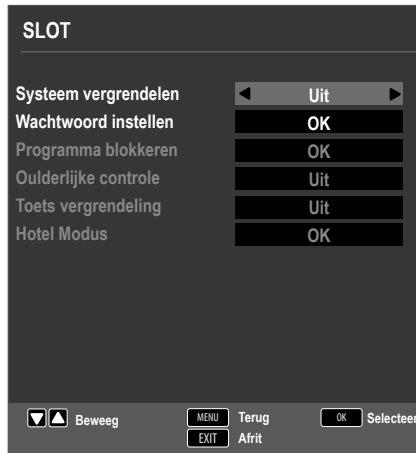 SLOT
Systeem vergrendelen Uit
Wachtwoord instellen OK
Programma blokkeren OK
Oulderlijke controle Uit
Toets vergrendeling Uit
Hotel Modus OK
Beweeg MENU Terug OK Selecteer
EXIT Afrit